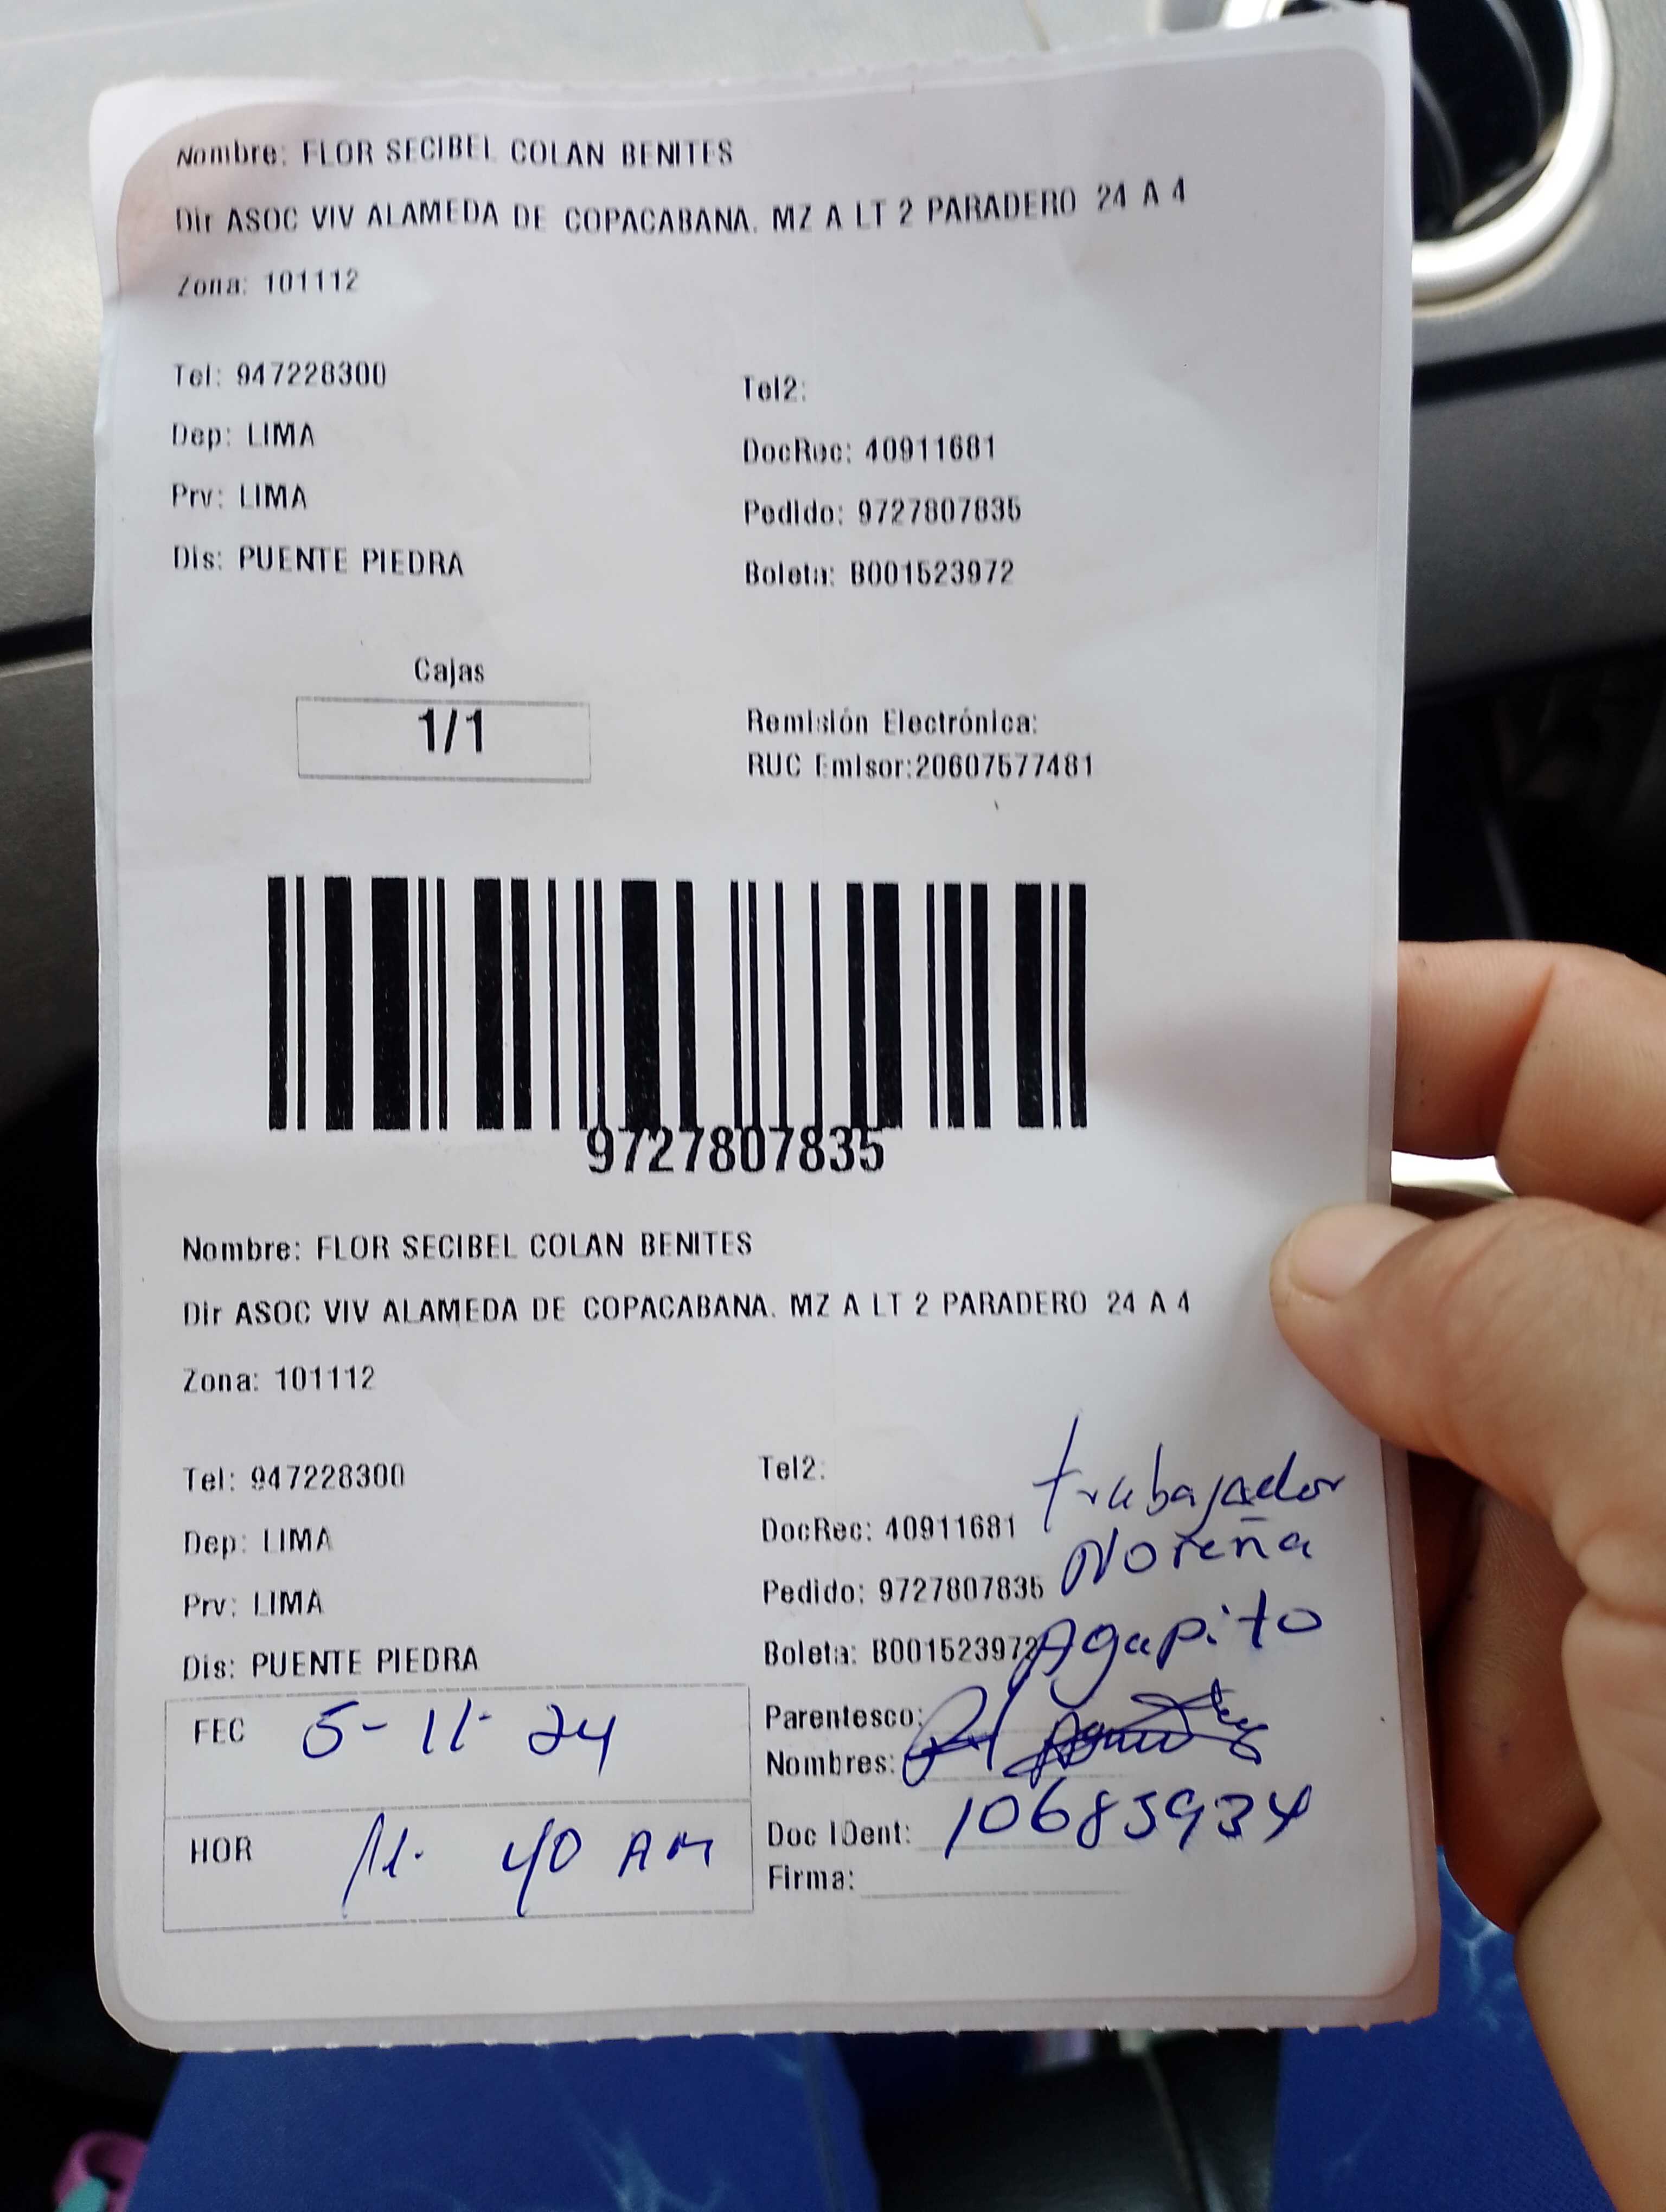 Nombre: FLOR SECIBEL COLAN BENITES
Dir ASOC VIV ALAMEDA DE COPACABANA. MZ A LT 2 PARADERO 24 A 4
Zona: 101112
Tel: 947228300
Tel2:
Dep: LIMA
DocRec: 40911681
Prv: LIMA
Pedido: 9727807835
Dis: PUENTE PIEDRA
Boleta: B001523972
Cajas
1/1
Remisión Electrónica:
RUC Emisor:20607577481
9727807835
Nombre: FLOR SECIBEL COLAN BENITES
Dir ASOC VIV ALAMEDA DE COPACABANA. MZ A LT 2 PARADERO 24 A 4
Zona: 101112
Tel: 947228300
Tel2:
trabajador
Dep: LIMA
DocRec: 40911681
Noreña
Prv: LIMA
Pedido: 9727807835
Agapito
Dis: PUENTE PIEDRA
Boleta: B001523972
FEC 5-11-24
Parentesco:
Nombres:
HOR 11. 40 AM
Doc IDent: 10683934
Firma: